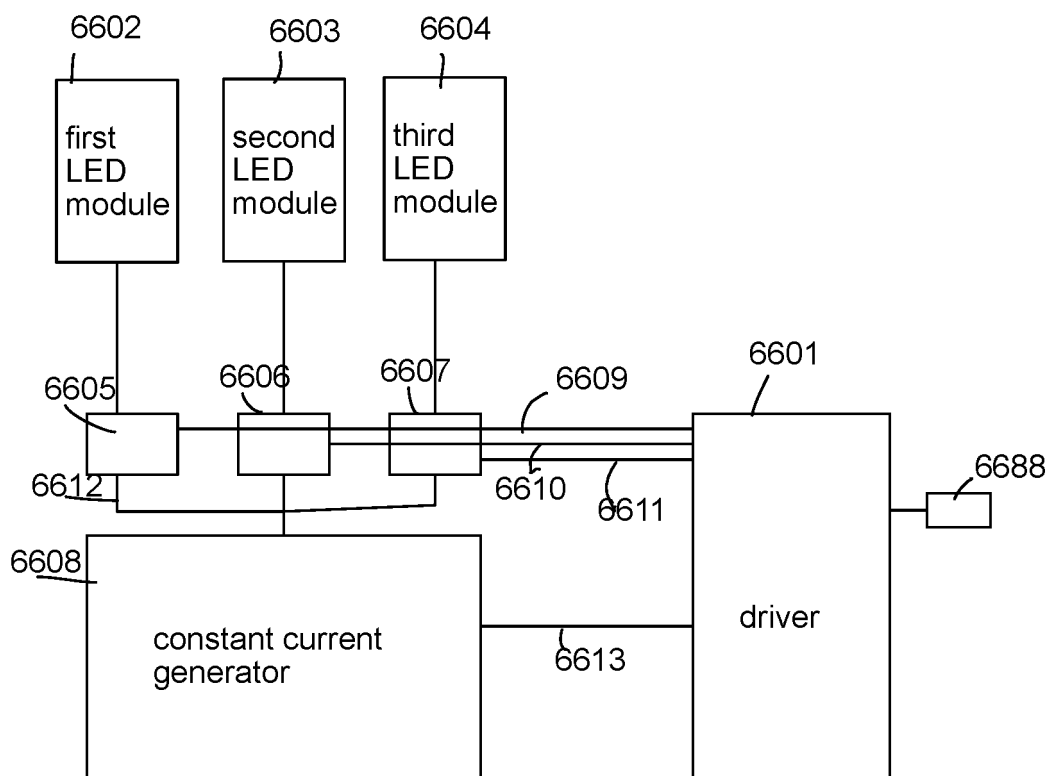 6602
6603
6604
first
LED
module
second
LED
module
third
LED
module
6601
6605
6606
6607
6609
6610
6611
6612
6688
6608
constant current
generator
6613
driver